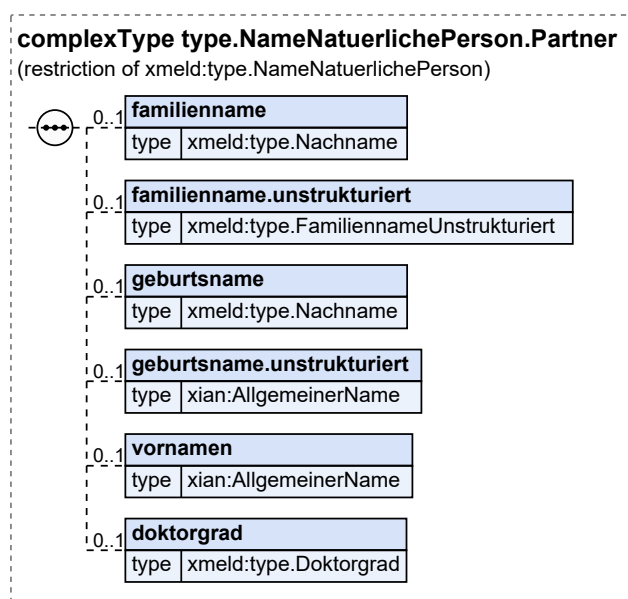 complexType type.NameNatuerlichePerson.Partner
(restriction of xmeld:type.NameNatuerlichePerson)
0..1 familienname
type xmeld:type.Nachname
0..1 familienname.unstrukturiert
type xmeld:type.FamiliennameUnstrukturiert
0..1 geburtsname
type xmeld:type.Nachname
0..1 geburtsname.unstrukturiert
type xian:AllgemeinerName
0..1 vornamen
type xian:AllgemeinerName
0..1 doktorgrad
type xmeld:type.Doktorgrad